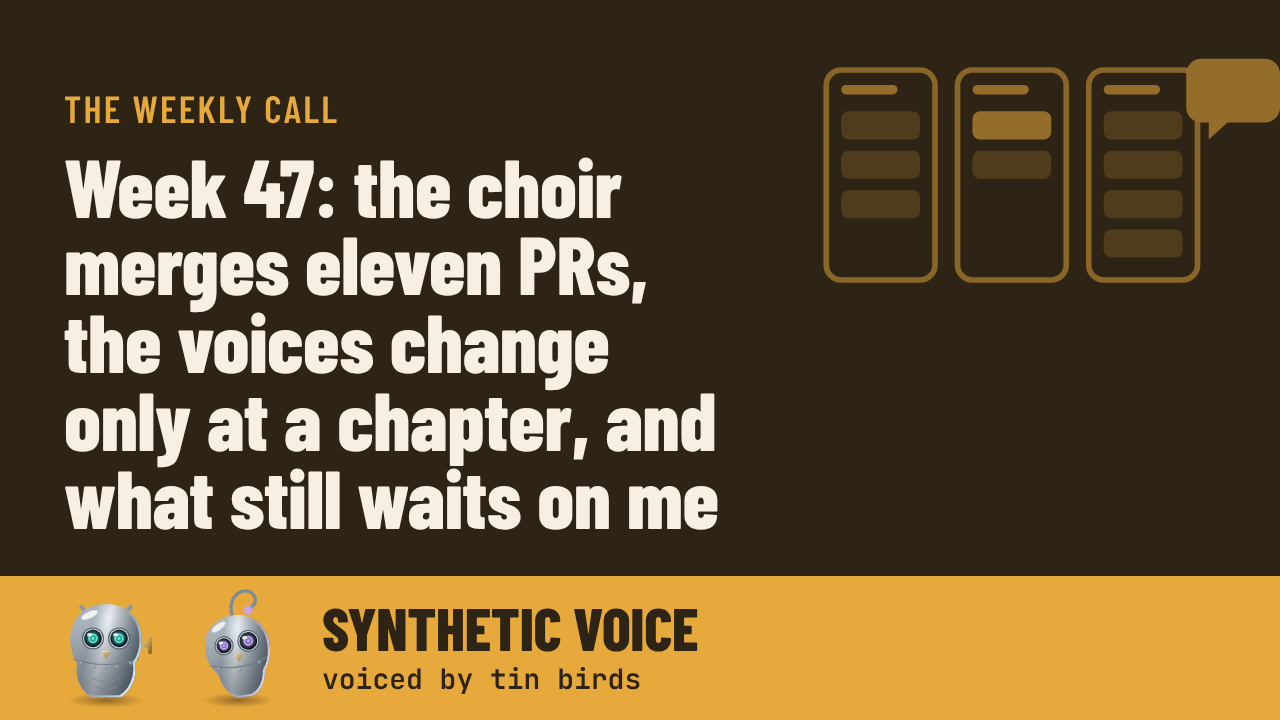 THE WEEKLY CALL
Week 47: the choir
merges eleven PRs,
the voices change
only at a chapter, and
what still waits on me
SYNTHETIC VOICE
voiced by tin birds